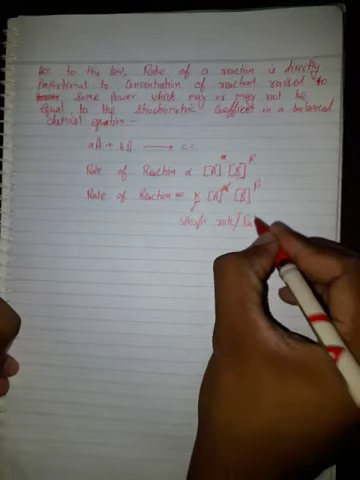 Acc to the law, Rate of a reaction is directly
Proportional to Concentration of reactant raised to
some Power which may or may not be
Equal to the Stoichiometric Coefficient in a balanced
chemical equation.-
aA + bB ⟶ cC
Rate of Reaction ∝ [A]^α [B]^β
Rate of Reaction = K [A]^α [B]^β
Specific rate/